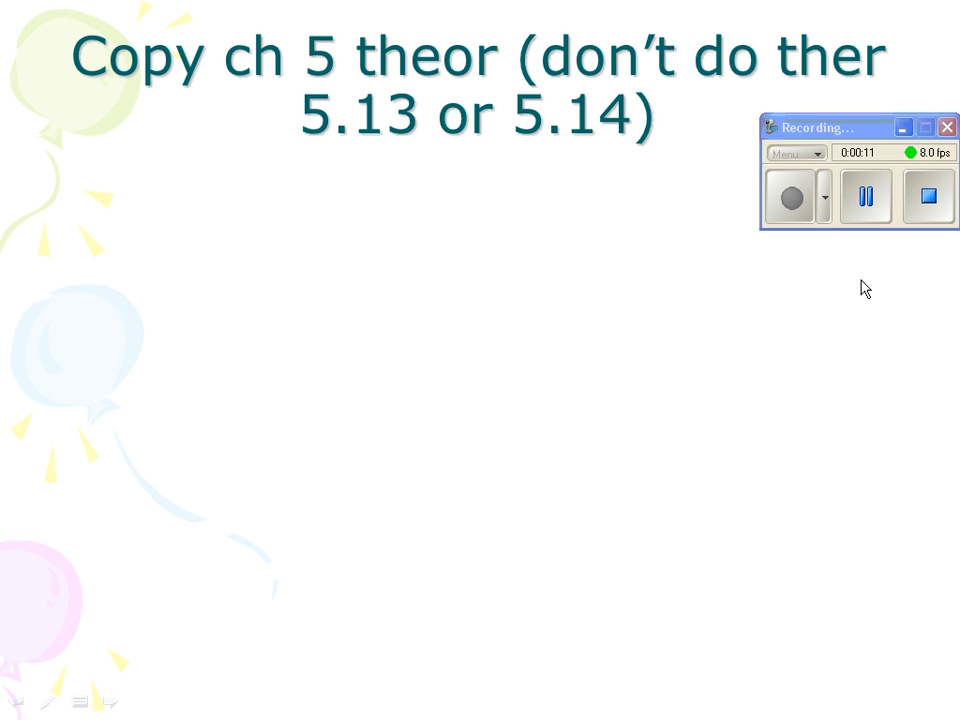 Copy ch 5 theor (don't do ther
5.13 or 5.14)
Recording...
Menu
0:00:11
8.0 fps